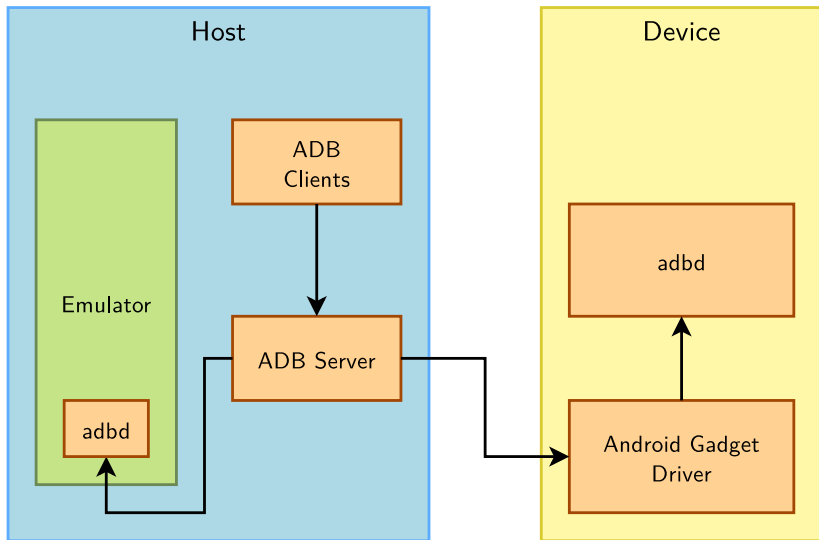 Host
ADB
Clients
Emulator
ADB Server
adbd
Device
adbd
Android Gadget
Driver